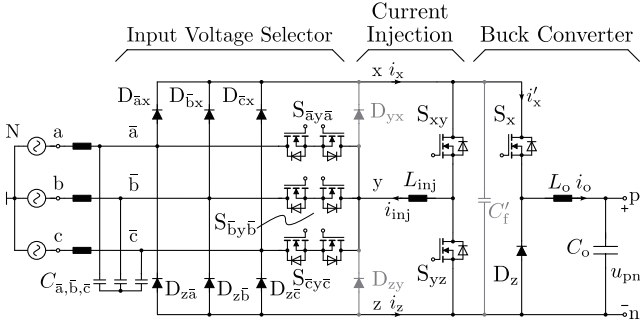 Input Voltage Selector
Current Injection
Buck Converter
x i_x
D_āx D_b̄x D_c̄x
S_āyā
D_yx
S_xy
S_x
i'_x
N
a ā
b b̄
c c̄
y
L_inj
i_inj
S_b̄yb̄
C'_f
L_o i_o
p
+
S_c̄yc̄
C_ā,b̄,c̄
D_zā D_zb̄ D_zc̄
D_zy
S_yz
D_z
C_o
u_pn
z i_z
- n